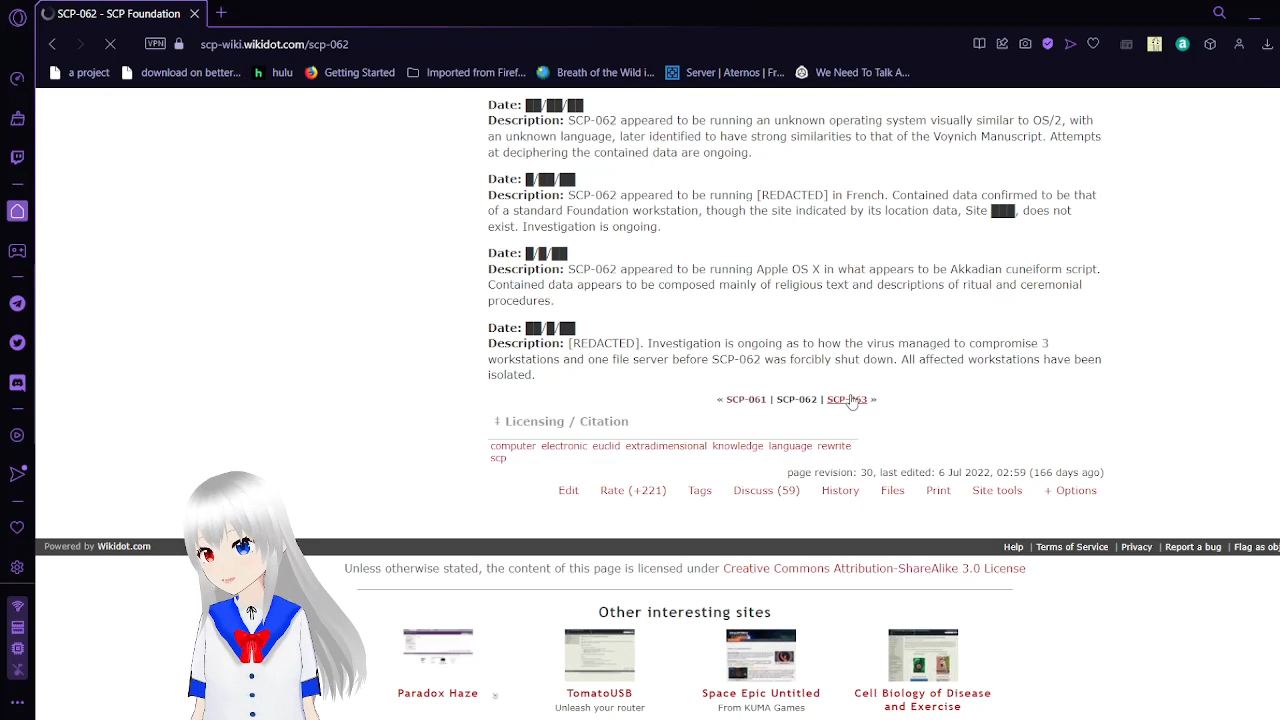 SCP-062 - SCP Foundation
VPN
scp-wiki.wikidot.com/scp-062
a project
download on better...
hulu
Getting Started
Imported from Firef...
Breath of the Wild i...
Server | Aternos | Fr...
We Need To Talk A...
Date: ██/██/██
Description: SCP-062 appeared to be running an unknown operating system visually similar to OS/2, with
an unknown language, later identified to have strong similarities to that of the Voynich Manuscript. Attempts
at deciphering the contained data are ongoing.
Date: █/██/██
Description: SCP-062 appeared to be running [REDACTED] in French. Contained data confirmed to be that
of a standard Foundation workstation, though the site indicated by its location data, Site ███, does not
exist. Investigation is ongoing.
Date: █/█/██
Description: SCP-062 appeared to be running Apple OS X in what appears to be Akkadian cuneiform script.
Contained data appears to be composed mainly of religious text and descriptions of ritual and ceremonial
procedures.
Date: ██/█/██
Description: [REDACTED]. Investigation is ongoing as to how the virus managed to compromise 3
workstations and one file server before SCP-062 was forcibly shut down. All affected workstations have been
isolated.
« SCP-061 | SCP-062 | SCP-063 »
‡ Licensing / Citation
computer electronic euclid extradimensional knowledge language rewrite
scp
page revision: 30, last edited: 6 Jul 2022, 02:59 (166 days ago)
Edit Rate (+221) Tags Discuss (59) History Files Print Site tools + Options
Powered by Wikidot.com
Help | Terms of Service | Privacy | Report a bug | Flag as obj
Unless otherwise stated, the content of this page is licensed under Creative Commons Attribution-ShareAlike 3.0 License
Other interesting sites
Paradox Haze
TomatoUSB
Unleash your router
Space Epic Untitled
From KUMA Games
Cell Biology of Disease
and Exercise